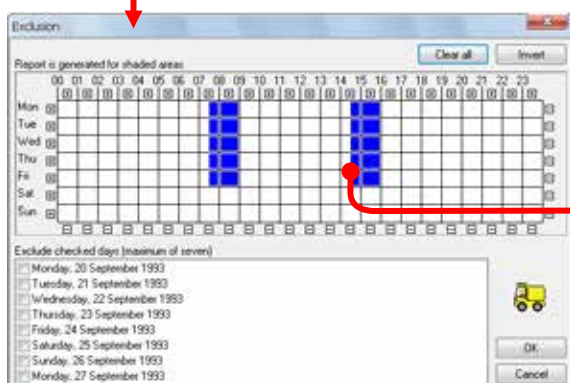 Exclusion
Clear all
Invert
Report is generated for shaded areas
00 01 02 03 04 05 06 07 08 09 10 11 12 13 14 15 16 17 18 19 20 21 22 23
Mon
Tue
Wed
Thu
Fri
Sat
Sun
Exclude checked days (maximum of seven)
Monday, 20 September 1993
Tuesday, 21 September 1993
Wednesday, 22 September 1993
Thursday, 23 September 1993
Friday, 24 September 1993
Saturday, 25 September 1993
Sunday, 26 September 1993
Monday, 27 September 1993
OK
Cancel